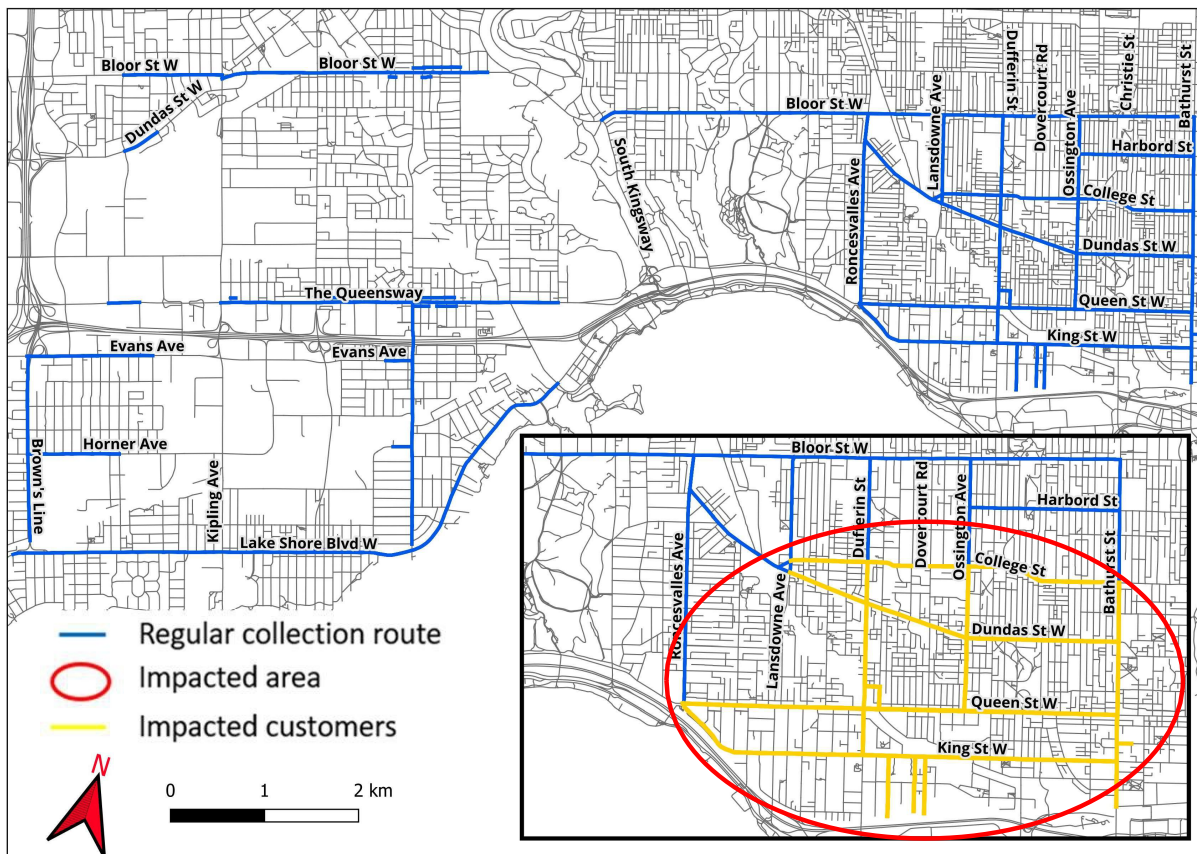 Bloor St W
Bloor St W
Dundas St W
South Kingsway
Bloor St W
Roncesvalles Ave
Lansdowne Ave
Dufferin St
Dovercourt Rd
Ossington Ave
Christie St
Bathurst St
Harbord St
College St
Dundas St W
Queen St W
King St W
The Queensway
Evans Ave
Evans Ave
Horner Ave
Brown's Line
Kipling Ave
Lake Shore Blvd W
Bloor St W
Roncesvalles Ave
Lansdowne Ave
Dufferin St
Dovercourt Rd
Ossington Ave
Harbord St
College St
Bathurst St
Dundas St W
Queen St W
King St W
Regular collection route
Impacted area
Impacted customers
N
0 1 2 km